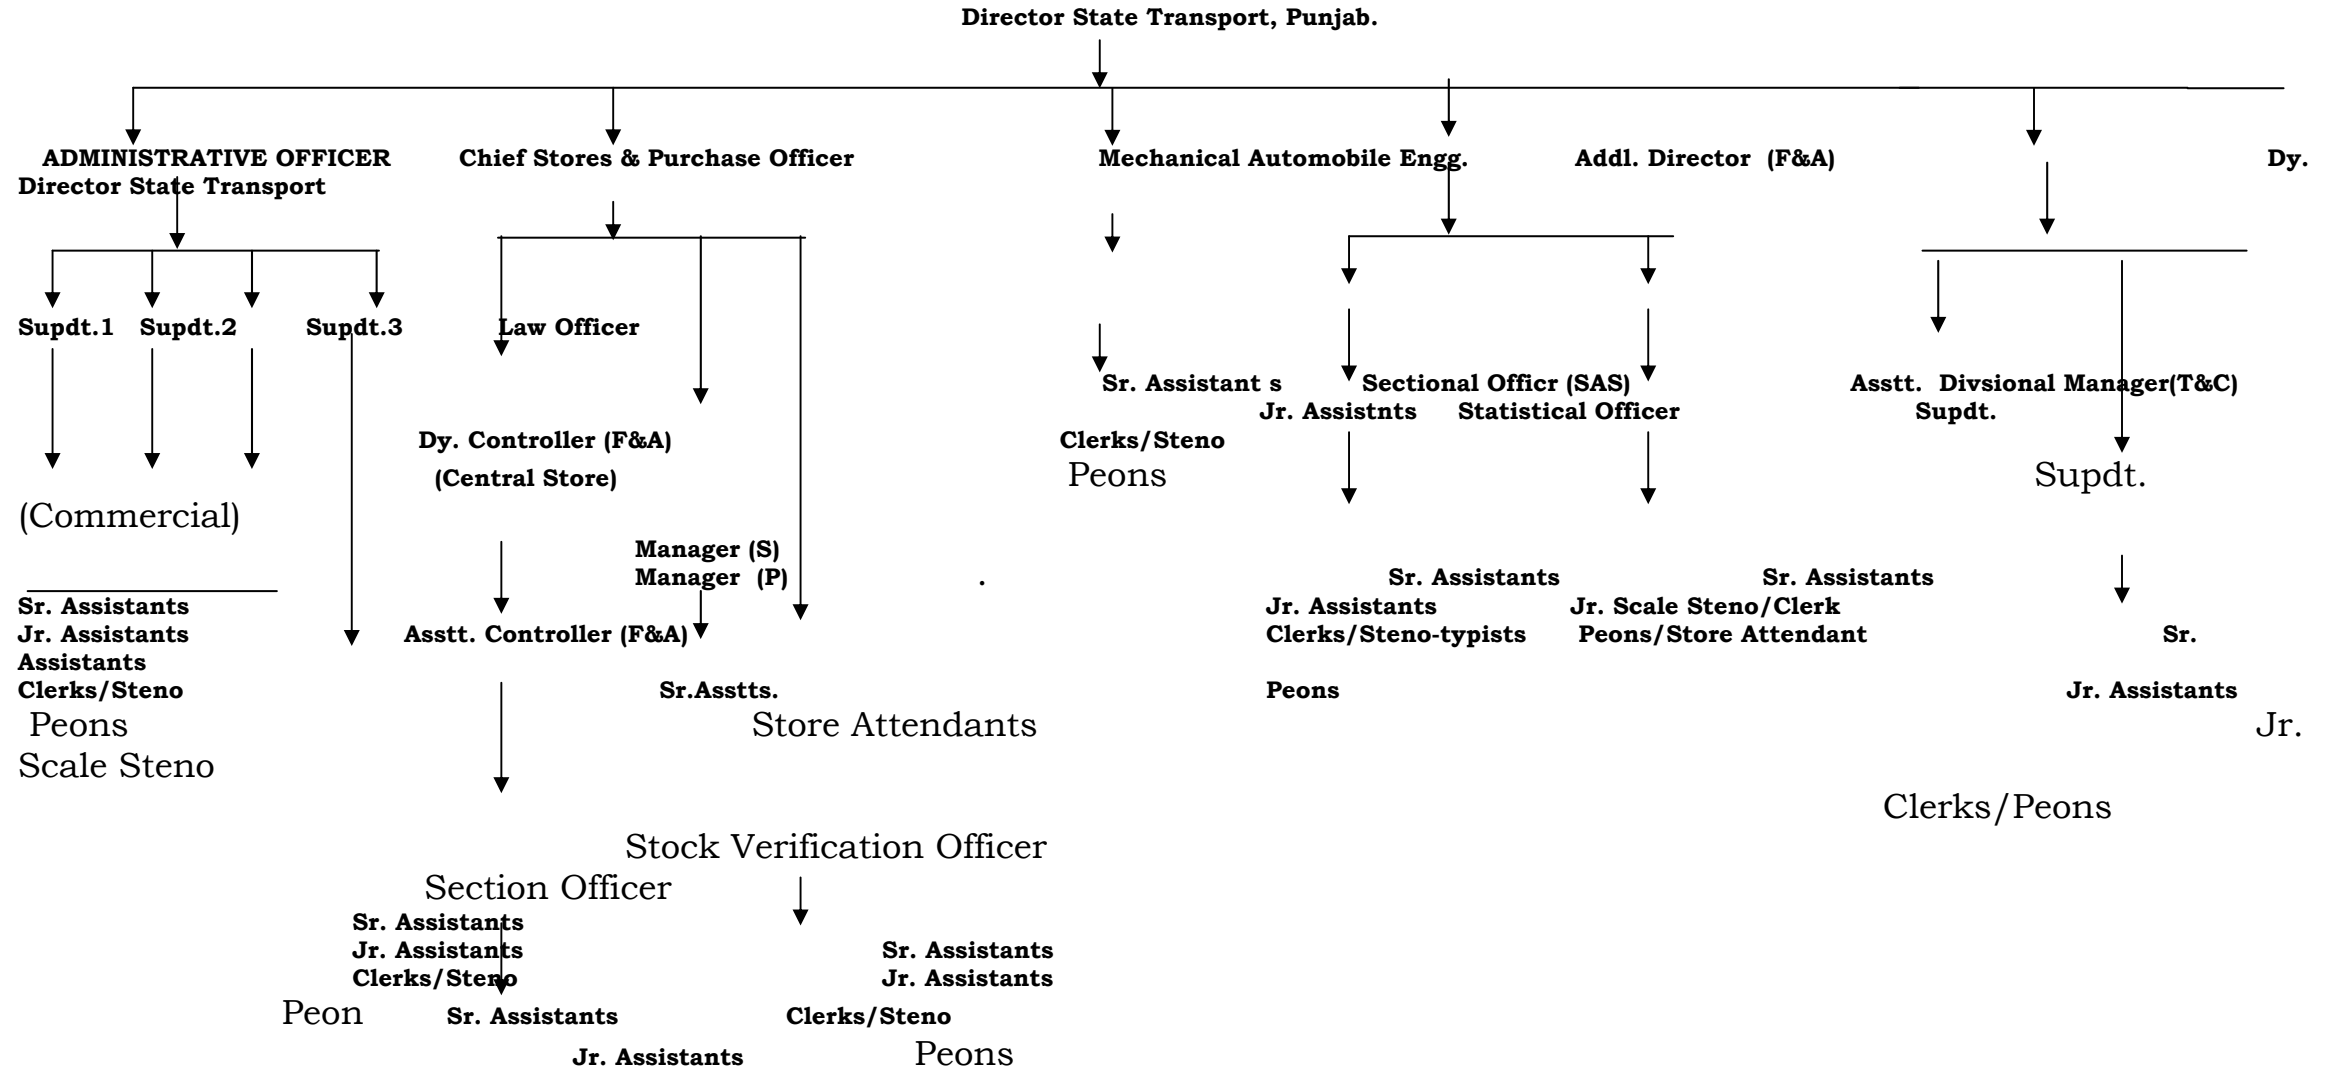 Director State Transport, Punjab.
ADMINISTRATIVE OFFICER Chief Stores & Purchase Officer Mechanical Automobile Engg. Addl. Director (F&A) Dy.
Director State Transport
Supdt.1 Supdt.2 Supdt.3 Law Officer
Sr. Assistant s Sectional Officr (SAS) Asstt. Divsional Manager(T&C)
Jr. Assistnts Statistical Officer Supdt.
Dy. Controller (F&A) Clerks/Steno
(Central Store) Peons Supdt.
(Commercial)
Manager (S)
Manager (P) . Sr. Assistants Sr. Assistants
Sr. Assistants Jr. Assistants Jr. Scale Steno/Clerk
Jr. Assistants Asstt. Controller (F&A) Clerks/Steno-typists Peons/Store Attendant Sr.
Assistants
Clerks/Steno Sr.Asstts. Peons Jr. Assistants
Peons Store Attendants Jr.
Scale Steno
Clerks/Peons
Stock Verification Officer
Section Officer
Sr. Assistants
Jr. Assistants Sr. Assistants
Clerks/Steno Jr. Assistants
Peon Sr. Assistants Clerks/Steno
Jr. Assistants Peons